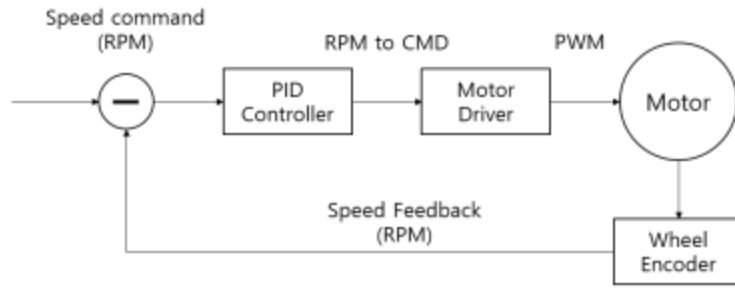 Speed command
(RPM)
RPM to CMD
PWM
PID
Controller
Motor
Driver
Motor
Speed Feedback
(RPM)
Wheel
Encoder